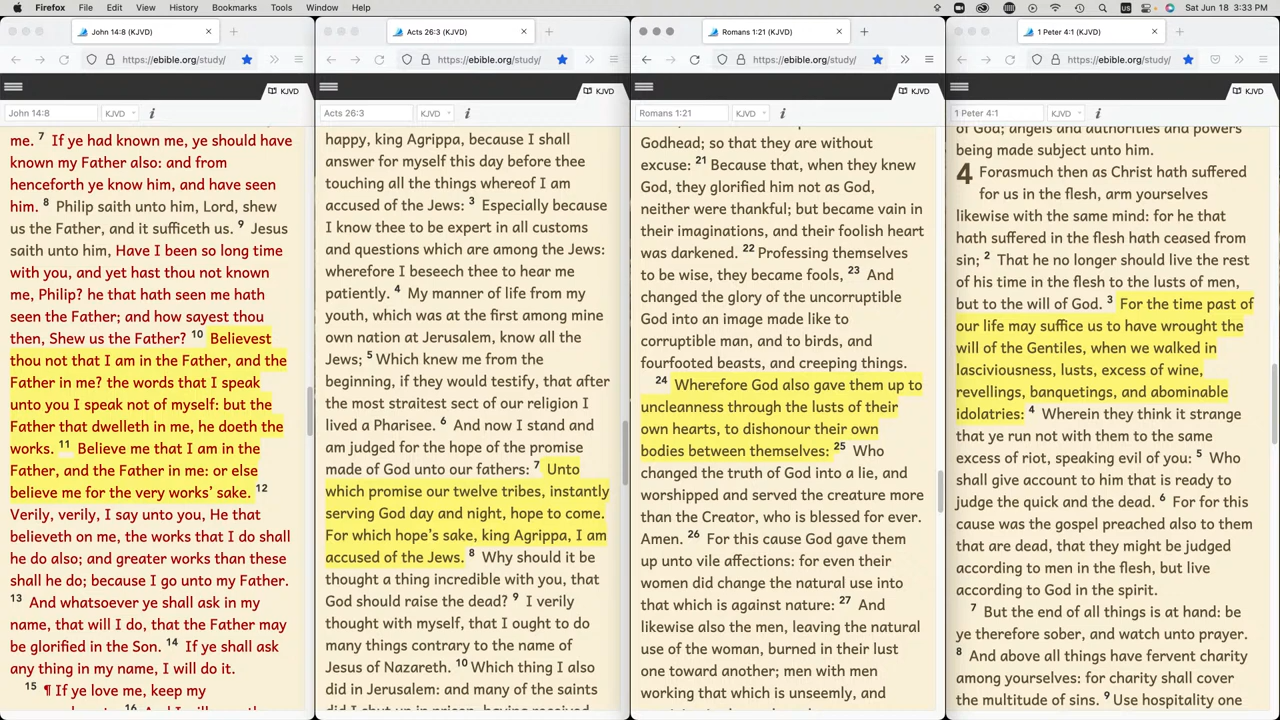 Firefox File Edit View History Bookmarks Tools Window Help Sat Jun 18 3:33 PM
John 14:8 (KJVD)
https://ebible.org/study/
KJVD
John 14:8 KJVD i
me. 7 If ye had known me, ye should have
known my Father also: and from
henceforth ye know him, and have seen
him. 8 Philip saith unto him, Lord, shew
us the Father, and it sufficeth us. 9 Jesus
saith unto him, Have I been so long time
with you, and yet hast thou not known
me, Philip? he that hath seen me hath
seen the Father; and how sayest thou
then, Shew us the Father? 10 Believest
thou not that I am in the Father, and the
Father in me? the words that I speak
unto you I speak not of myself: but the
Father that dwelleth in me, he doeth the
works. 11 Believe me that I am in the
Father, and the Father in me: or else
believe me for the very works’ sake. 12
Verily, verily, I say unto you, He that
believeth on me, the works that I do shall
he do also; and greater works than these
shall he do; because I go unto my Father.
13 And whatsoever ye shall ask in my
name, that will I do, that the Father may
be glorified in the Son. 14 If ye shall ask
any thing in my name, I will do it.
15 ¶ If ye love me, keep my
Acts 26:3 (KJVD)
https://ebible.org/study/
KJVD
Acts 26:3 KJVD i
happy, king Agrippa, because I shall
answer for myself this day before thee
touching all the things whereof I am
accused of the Jews: 3 Especially because
I know thee to be expert in all customs
and questions which are among the Jews:
wherefore I beseech thee to hear me
patiently. 4 My manner of life from my
youth, which was at the first among mine
own nation at Jerusalem, know all the
Jews; 5 Which knew me from the
beginning, if they would testify, that after
the most straitest sect of our religion I
lived a Pharisee. 6 And now I stand and
am judged for the hope of the promise
made of God unto our fathers: 7 Unto
which promise our twelve tribes, instantly
serving God day and night, hope to come.
For which hope’s sake, king Agrippa, I am
accused of the Jews. 8 Why should it be
thought a thing incredible with you, that
God should raise the dead? 9 I verily
thought with myself, that I ought to do
many things contrary to the name of
Jesus of Nazareth. 10 Which thing I also
did in Jerusalem: and many of the saints
did I shut up in prison, having received
Romans 1:21 (KJVD)
https://ebible.org/study/
KJVD
Romans 1:21 KJVD i
Godhead; so that they are without
excuse: 21 Because that, when they knew
God, they glorified him not as God,
neither were thankful; but became vain in
their imaginations, and their foolish heart
was darkened. 22 Professing themselves
to be wise, they became fools, 23 And
changed the glory of the uncorruptible
God into an image made like to
corruptible man, and to birds, and
fourfooted beasts, and creeping things.
24 Wherefore God also gave them up to
uncleanness through the lusts of their
own hearts, to dishonour their own
bodies between themselves: 25 Who
changed the truth of God into a lie, and
worshipped and served the creature more
than the Creator, who is blessed for ever.
Amen. 26 For this cause God gave them
up unto vile affections: for even their
women did change the natural use into
that which is against nature: 27 And
likewise also the men, leaving the natural
use of the woman, burned in their lust
one toward another; men with men
working that which is unseemly, and
1 Peter 4:1 (KJVD)
https://ebible.org/study/
KJVD
1 Peter 4:1 KJVD i
of God; angels and authorities and powers
being made subject unto him.
4 Forasmuch then as Christ hath suffered
for us in the flesh, arm yourselves
likewise with the same mind: for he that
hath suffered in the flesh hath ceased from
sin; 2 That he no longer should live the rest
of his time in the flesh to the lusts of men,
but to the will of God. 3 For the time past of
our life may suffice us to have wrought the
will of the Gentiles, when we walked in
lasciviousness, lusts, excess of wine,
revellings, banquetings, and abominable
idolatries: 4 Wherein they think it strange
that ye run not with them to the same
excess of riot, speaking evil of you: 5 Who
shall give account to him that is ready to
judge the quick and the dead. 6 For for this
cause was the gospel preached also to them
that are dead, that they might be judged
according to men in the flesh, but live
according to God in the spirit.
7 But the end of all things is at hand: be
ye therefore sober, and watch unto prayer.
8 And above all things have fervent charity
among yourselves: for charity shall cover
the multitude of sins. 9 Use hospitality one